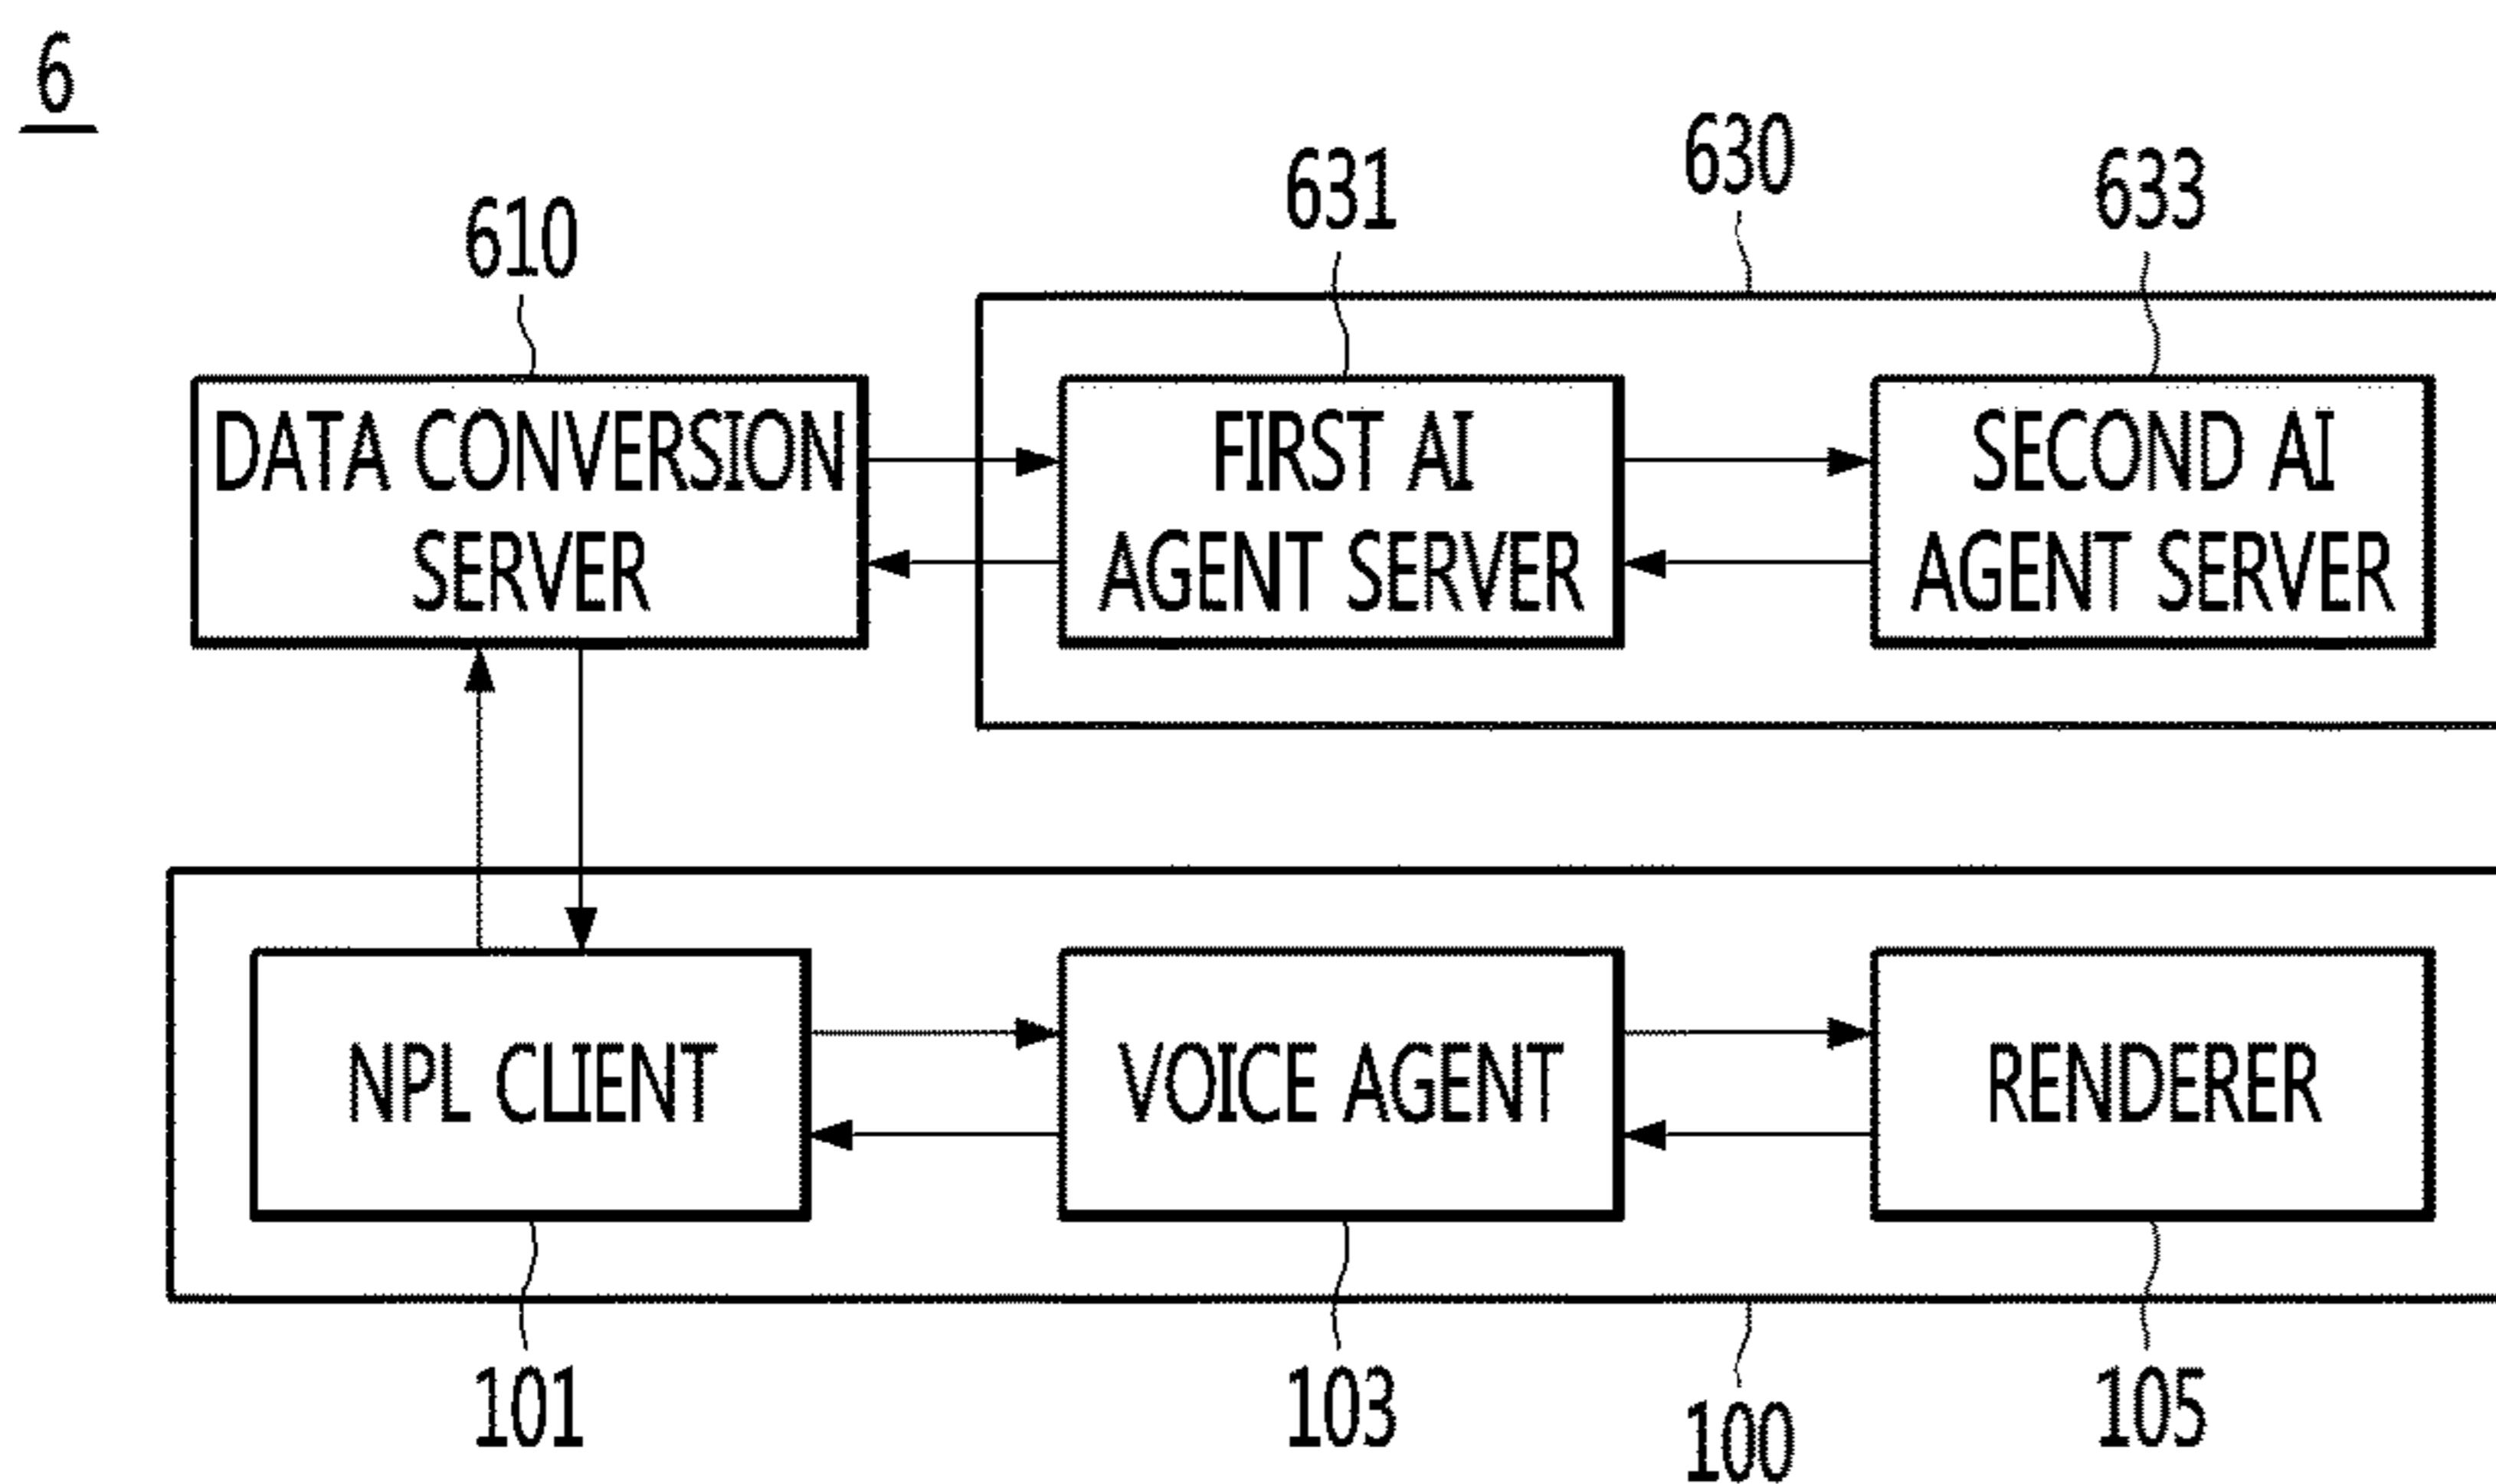 6
630
631
633
610
DATA CONVERSION
SERVER
FIRST AI
AGENT SERVER
SECOND AI
AGENT SERVER
NPL CLIENT
VOICE AGENT
RENDERER
101
103
105
100